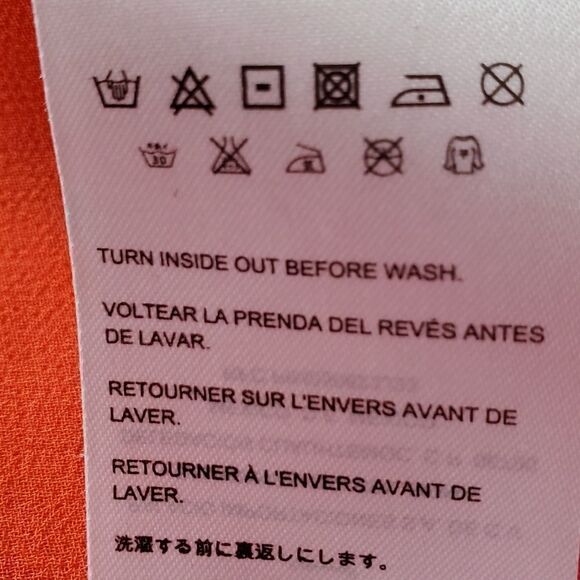 30
TURN INSIDE OUT BEFORE WASH.
VOLTEAR LA PRENDA DEL REVÉS ANTES
DE LAVAR.
RETOURNER SUR L'ENVERS AVANT DE
LAVER.
RETOURNER À L'ENVERS AVANT DE
LAVER.
洗濯する前に裏返しにします。